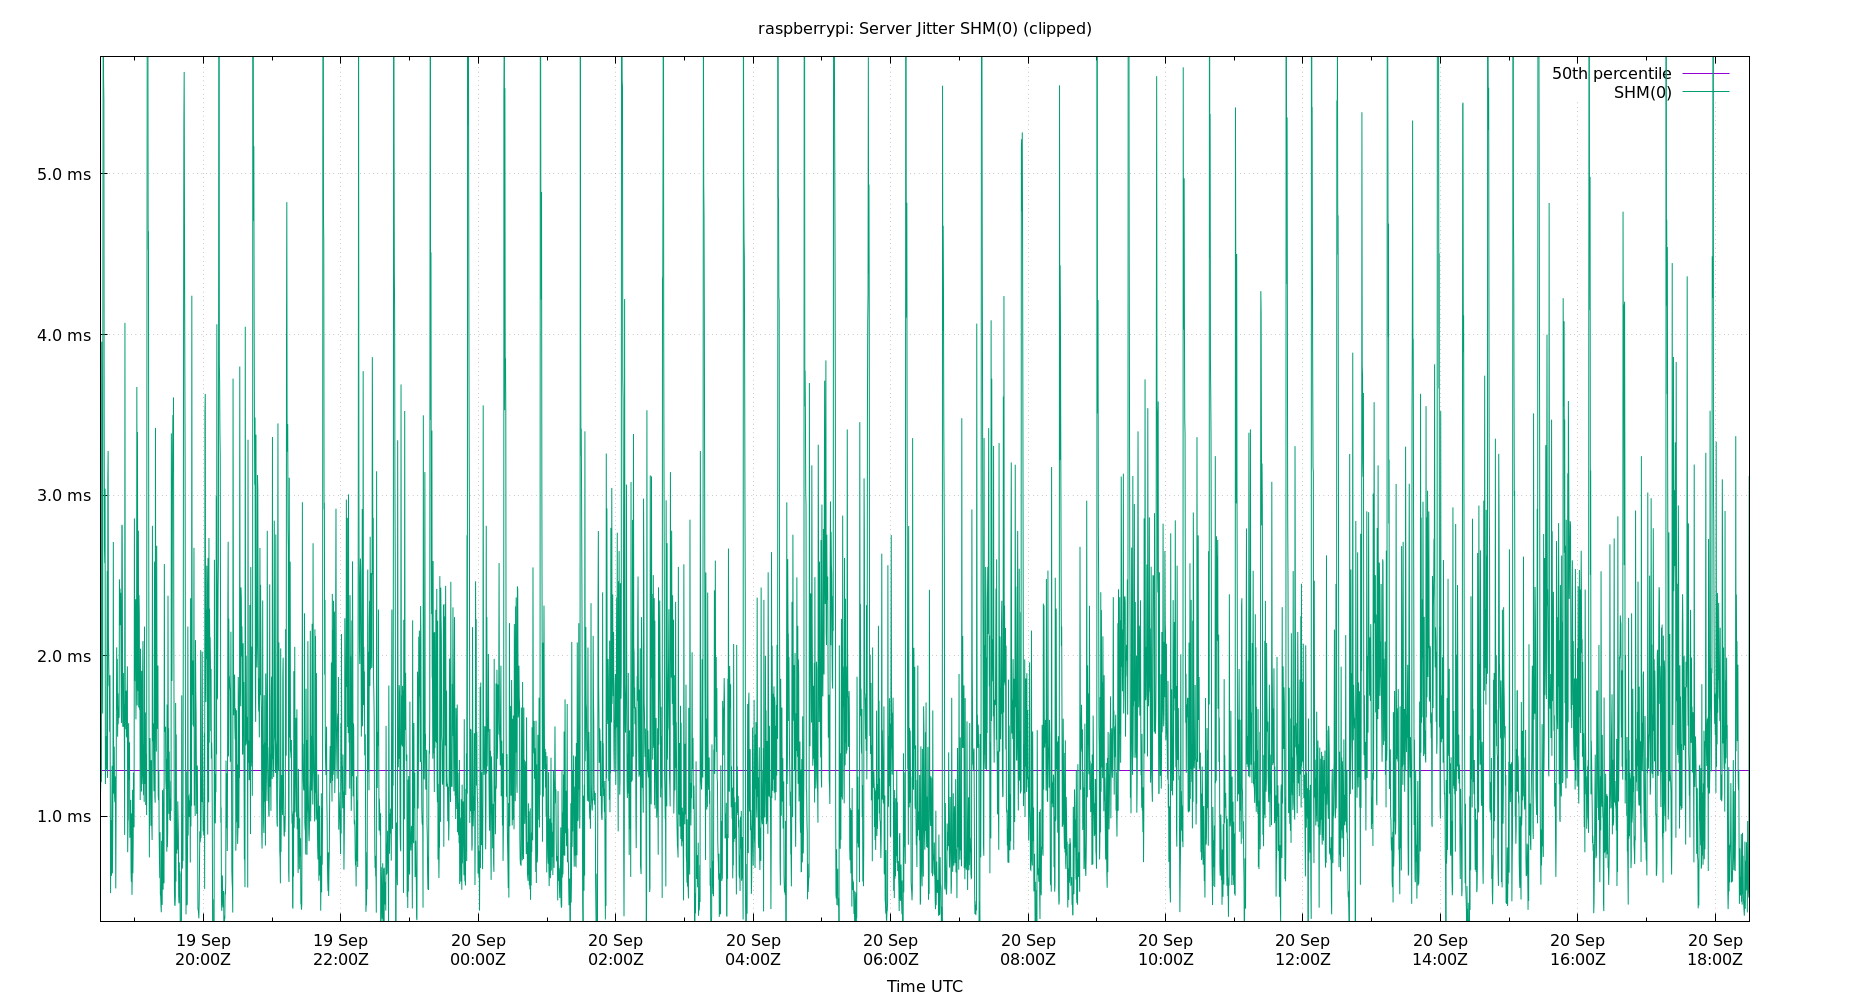 raspberrypi: Server Jitter SHM(0) (clipped)
50th percentile
SHM(0)
5.0 ms
4.0 ms
3.0 ms
2.0 ms
1.0 ms
19 Sep 19 Sep 20 Sep 20 Sep 20 Sep 20 Sep 20 Sep 20 Sep 20 Sep 20 Sep 20 Sep 20 Sep
20:00Z 22:00Z 00:00Z 02:00Z 04:00Z 06:00Z 08:00Z 10:00Z 12:00Z 14:00Z 16:00Z 18:00Z
Time UTC